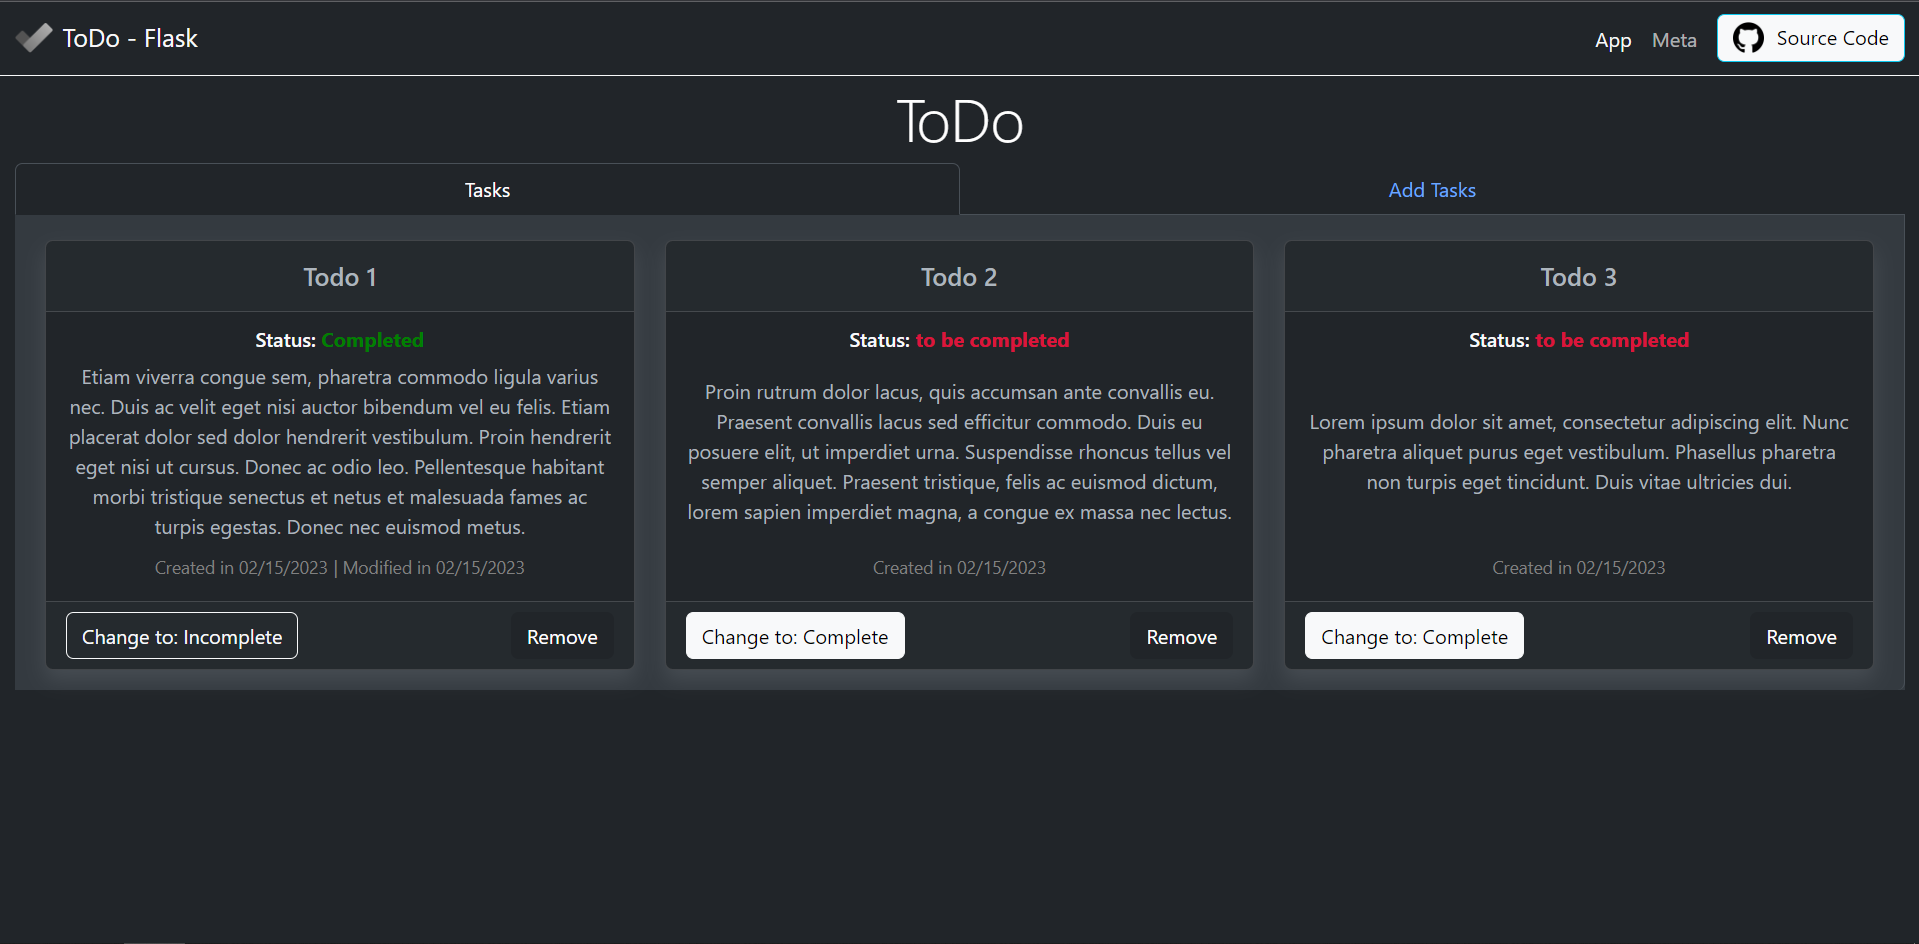 ToDo - Flask
App
Meta
Source Code
ToDo
Tasks
Add Tasks
Todo 1
Status: Completed
Etiam viverra congue sem, pharetra commodo ligula varius
nec. Duis ac velit eget nisi auctor bibendum vel eu felis. Etiam
placerat dolor sed dolor hendrerit vestibulum. Proin hendrerit
eget nisi ut cursus. Donec ac odio leo. Pellentesque habitant
morbi tristique senectus et netus et malesuada fames ac
turpis egestas. Donec nec euismod metus.
Created in 02/15/2023 | Modified in 02/15/2023
Change to: Incomplete
Remove
Todo 2
Status: to be completed
Proin rutrum dolor lacus, quis accumsan ante convallis eu.
Praesent convallis lacus sed efficitur commodo. Duis eu
posuere elit, ut imperdiet urna. Suspendisse rhoncus tellus vel
semper aliquet. Praesent tristique, felis ac euismod dictum,
lorem sapien imperdiet magna, a congue ex massa nec lectus.
Created in 02/15/2023
Change to: Complete
Remove
Todo 3
Status: to be completed
Lorem ipsum dolor sit amet, consectetur adipiscing elit. Nunc
pharetra aliquet purus eget vestibulum. Phasellus pharetra
non turpis eget tincidunt. Duis vitae ultricies dui.
Created in 02/15/2023
Change to: Complete
Remove